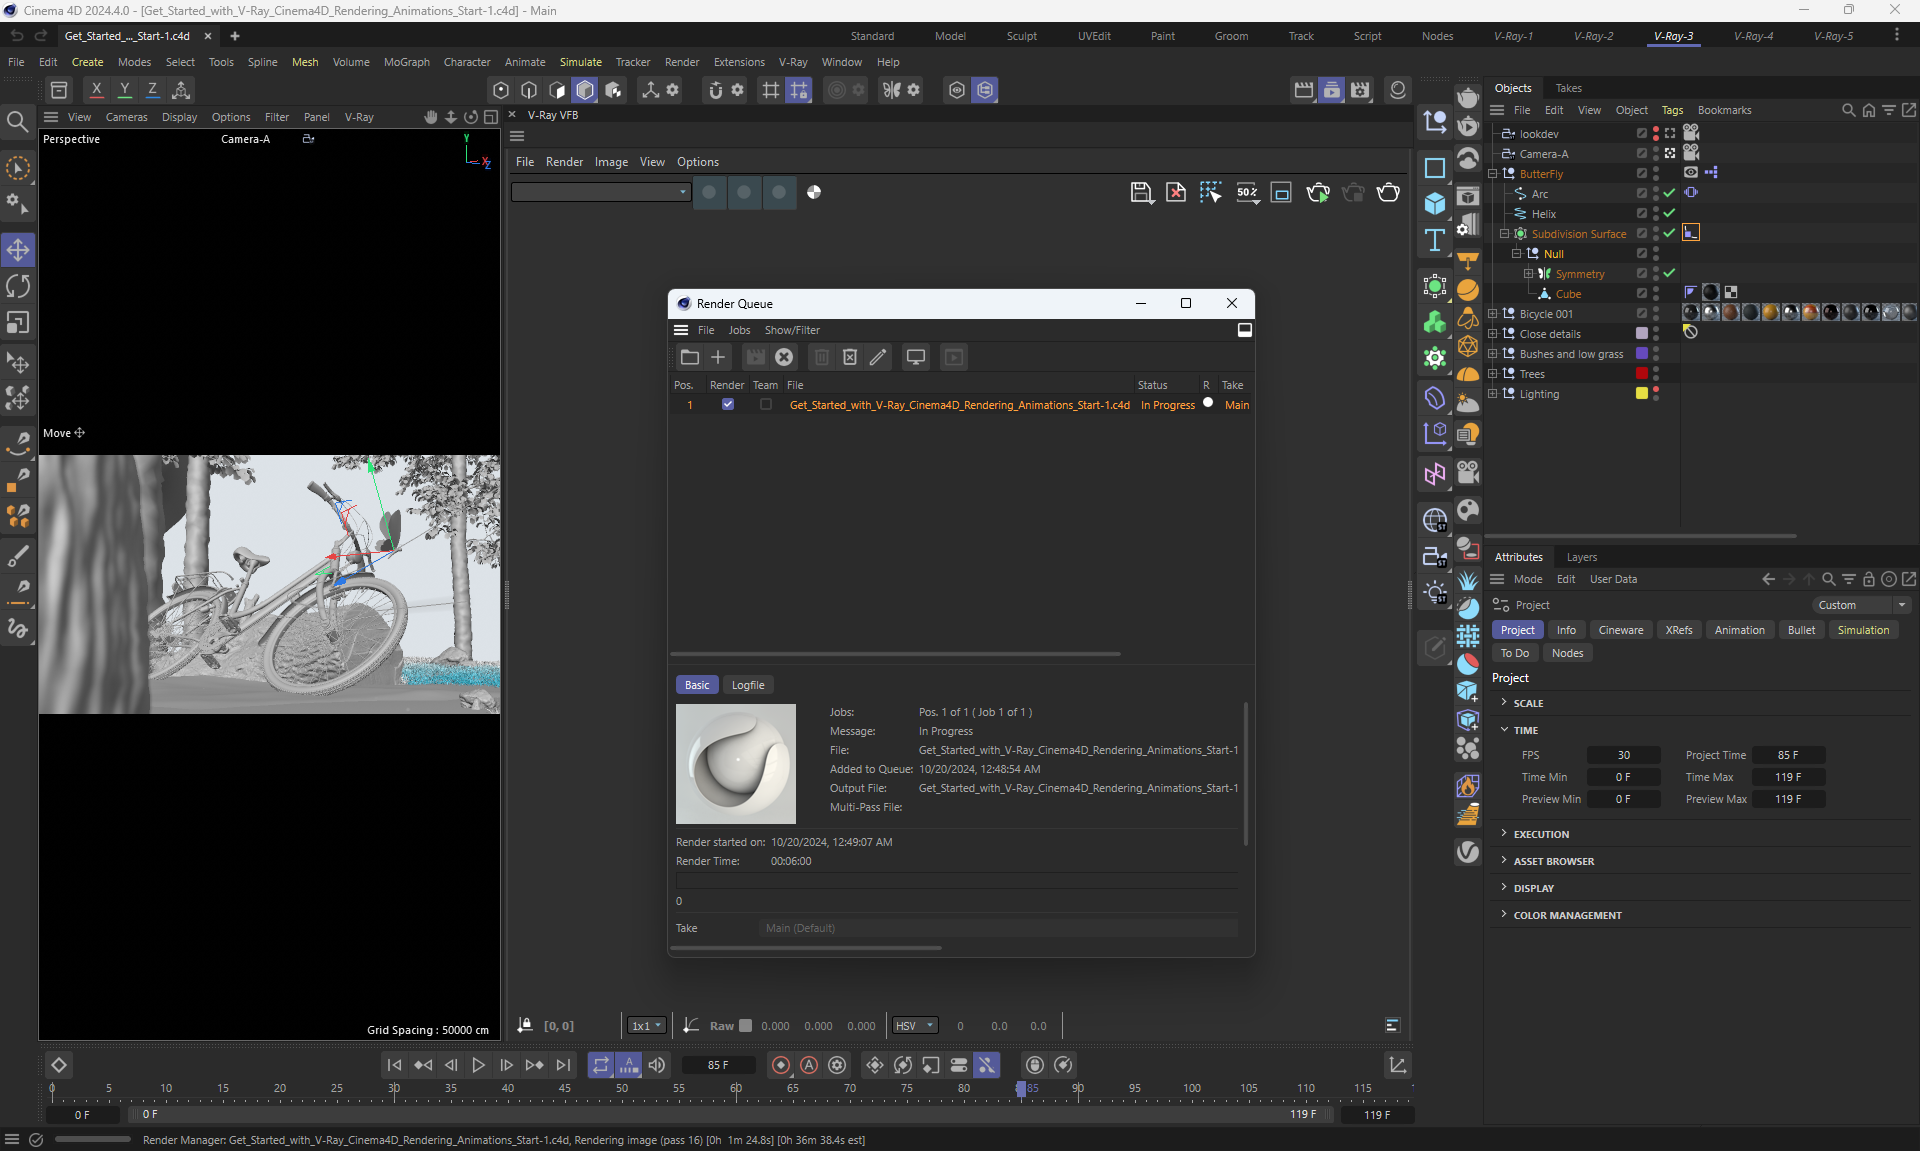 Cinema 4D 2024.4.0 - [Get_Started_with_V-Ray_Cinema4D_Rendering_Animations_Start-1.c4d] - Main
Get_Started_..._Start-1.c4d
Standard Model Sculpt UVEdit Paint Groom Track Script Nodes V-Ray-1 V-Ray-2 V-Ray-3 V-Ray-4 V-Ray-5
File Edit Create Modes Select Tools Spline Mesh Volume MoGraph Character Animate Simulate Tracker Render Extensions V-Ray Window Help
X Y Z
View Cameras Display Options Filter Panel V-Ray
Perspective Camera-A
Y
X
Z
Move
Grid Spacing : 50000 cm
V-Ray VFB
File Render Image View Options
50%
Render Queue
File Jobs Show/Filter
Pos. Render Team File Status R Take
1 Get_Started_with_V-Ray_Cinema4D_Rendering_Animations_Start-1.c4d In Progress Main
Basic Logfile
Jobs: Pos. 1 of 1 ( Job 1 of 1 )
Message: In Progress
File: Get_Started_with_V-Ray_Cinema4D_Rendering_Animations_Start-1
Added to Queue: 10/20/2024, 12:48:54 AM
Output File: Get_Started_with_V-Ray_Cinema4D_Rendering_Animations_Start-1
Multi-Pass File:
Render started on: 10/20/2024, 12:49:07 AM
Render Time: 00:06:00
0
Take Main (Default)
[0, 0] 1x1 Raw 0.000 0.000 0.000 HSV 0 0.0 0.0
T
ST
ST
ST
Objects Takes
File Edit View Object Tags Bookmarks
lookdev
Camera-A
ButterFly
Arc
Helix
Subdivision Surface
Null
Symmetry
Cube
Bicycle 001
Close details
Bushes and low grass
Trees
Lighting
Attributes Layers
Mode Edit User Data
Project Custom
Project Info Cineware XRefs Animation Bullet Simulation
To Do Nodes
Project
SCALE
TIME
FPS 30 Project Time 85 F
Time Min 0 F Time Max 119 F
Preview Min 0 F Preview Max 119 F
EXECUTION
ASSET BROWSER
DISPLAY
COLOR MANAGEMENT
A 85 F A
0 5 10 15 20 25 30 35 40 45 50 55 60 65 70 75 80 85 90 95 100 105 110 115
0 F 0 F 119 F 119 F
Render Manager: Get_Started_with_V-Ray_Cinema4D_Rendering_Animations_Start-1.c4d, Rendering image (pass 16) [0h 1m 24.8s] [0h 36m 38.4s est]